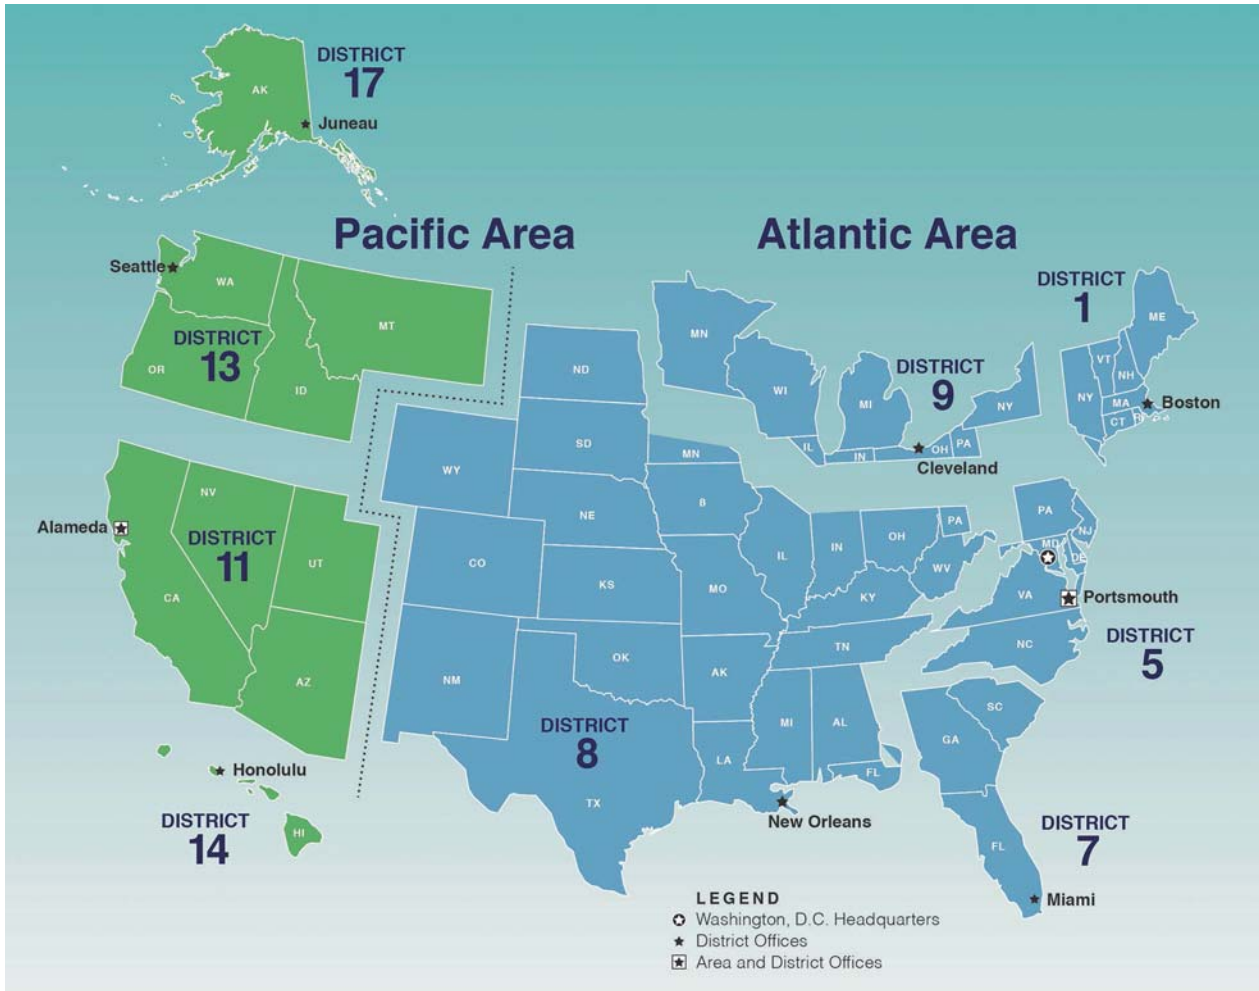 DISTRICT
17
AK
Juneau
Pacific Area
Atlantic Area
Seattle
WA
MT
OR
DISTRICT
13
ID
DISTRICT
1
ME
VT
NH
NY
MA
CT
RI
Boston
MN
WI
MI
DISTRICT
9
NY
IL
IN
OH
PA
Cleveland
ND
SD
MN
WY
NE
B
CO
KS
MO
IL
IN
OH
PA
WV
KY
TN
NM
OK
AK
TX
LA
MI
AL
FL
DISTRICT
8
New Orleans
NV
Alameda
DISTRICT
11
UT
CA
AZ
Honolulu
DISTRICT
14
HI
PA
NJ
MD
DE
VA
Portsmouth
DISTRICT
5
NC
SC
GA
FL
DISTRICT
7
Miami
LEGEND
Washington, D.C. Headquarters
District Offices
Area and District Offices